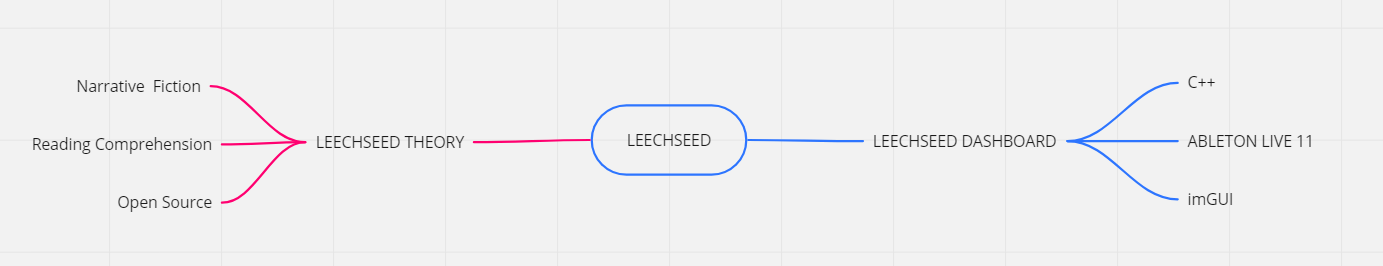 Narrative  Fiction
Reading Comprehension
Open Source
LEECHSEED THEORY
LEECHSEED
LEECHSEED DASHBOARD
C++
ABLETON LIVE 11
imGUI